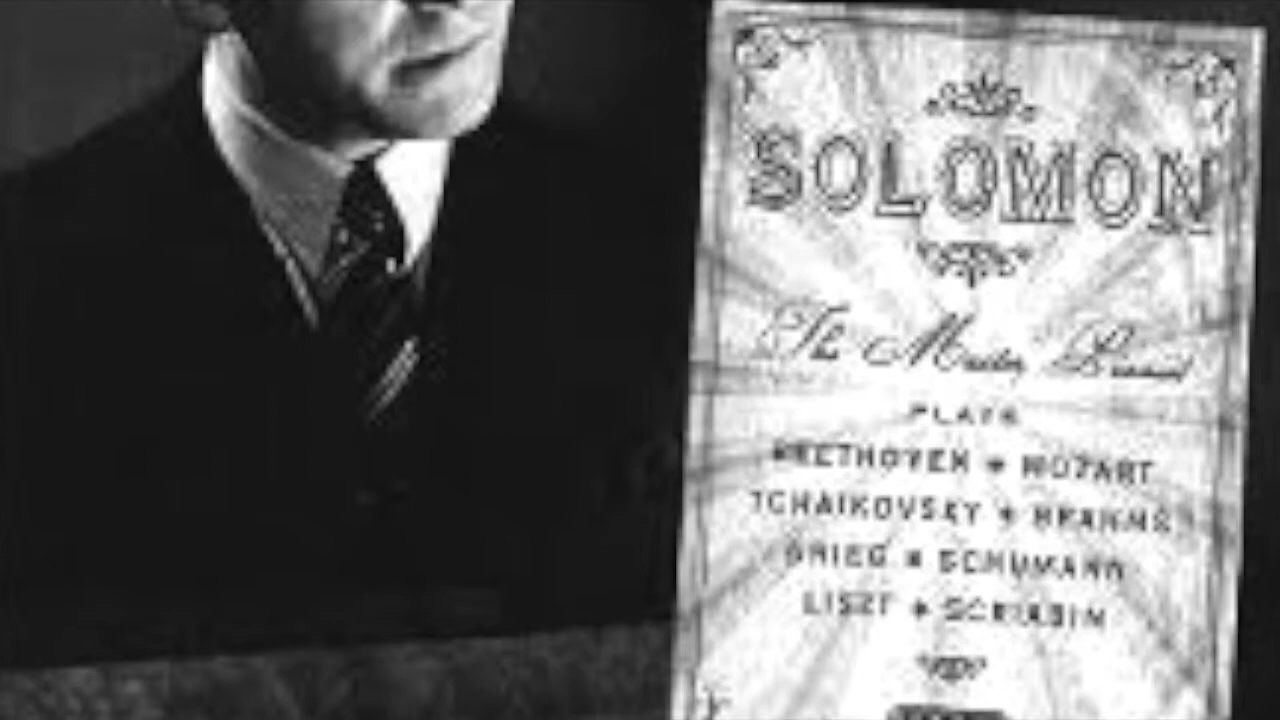 SOLOMON
The Master Pianist
PLAYS
BEETHOVEN * MOZART
TCHAIKOVSKY * BRAHMS
GRIEG * SCHUMANN
LISZT * SCRIABIN